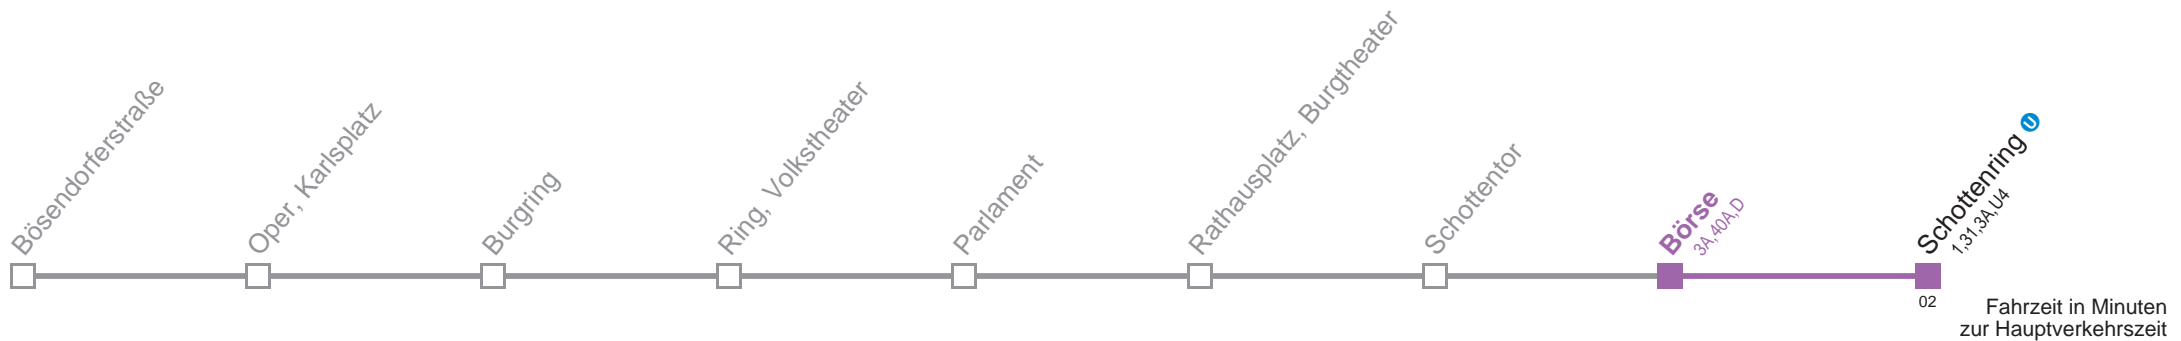 Bösendorferstraße
Oper, Karlsplatz
Burgring
Ring, Volkstheater
Parlament
Rathausplatz, Burgtheater
Schottentor
Börse
3A,40A,D
Schottenring U
1,31,3A,U4
02
Fahrzeit in Minuten
zur Hauptverkehrszeit